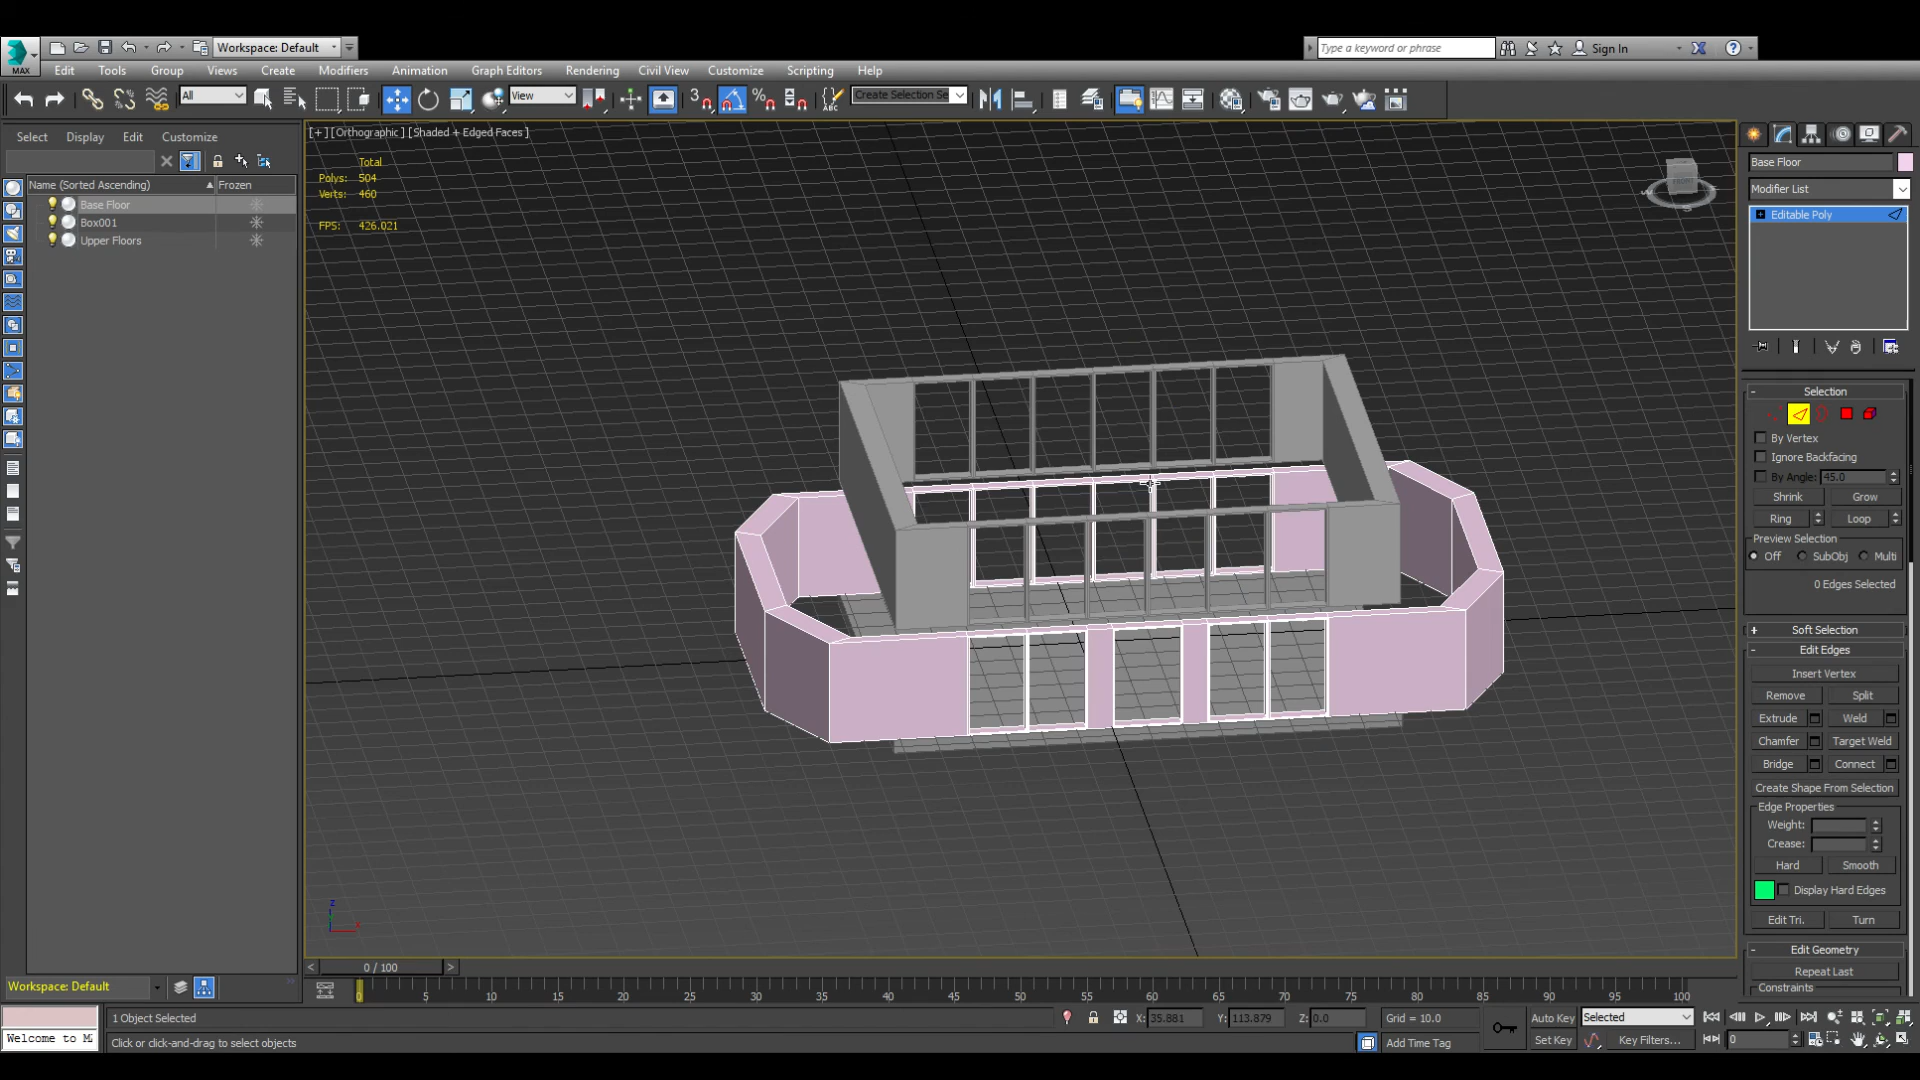 Workspace: Default
Type a keyword or phrase
Sign In
MAX
Edit Tools Group Views Create Modifiers Animation Graph Editors Rendering Civil View Customize Scripting Help
All
View
3
ABC
Create Selection Se
Select Display Edit Customize
[+] [Orthographic] [Shaded + Edged Faces]
Name (Sorted Ascending) Frozen
Base Floor
Box001
Upper Floors
Total
Polys: 504
Verts: 460
FPS: 426.021
FRONT
z
x
Base Floor
Modifier List
Editable Poly
Selection
By Vertex
Ignore Backfacing
By Angle: 45.0
Shrink Grow
Ring Loop
Preview Selection
Off SubObj Multi
0 Edges Selected
Soft Selection
Edit Edges
Insert Vertex
Remove Split
Extrude Weld
Chamfer Target Weld
Bridge Connect
Create Shape From Selection
Edge Properties
Weight:
Crease:
Hard Smooth
Display Hard Edges
Edit Tri. Turn
Edit Geometry
Repeat Last
Constraints
< 0 / 100 >
Workspace: Default
0 5 10 15 20 25 30 35 40 45 50 55 60 65 70 75 80 85 90 95 100
1 Object Selected
X: 35.881 Y: 113.879 Z: 0.0
Grid = 10.0
Auto Key Selected
Welcome to M
Click or click-and-drag to select objects
Add Time Tag
Set Key Key Filters...
0